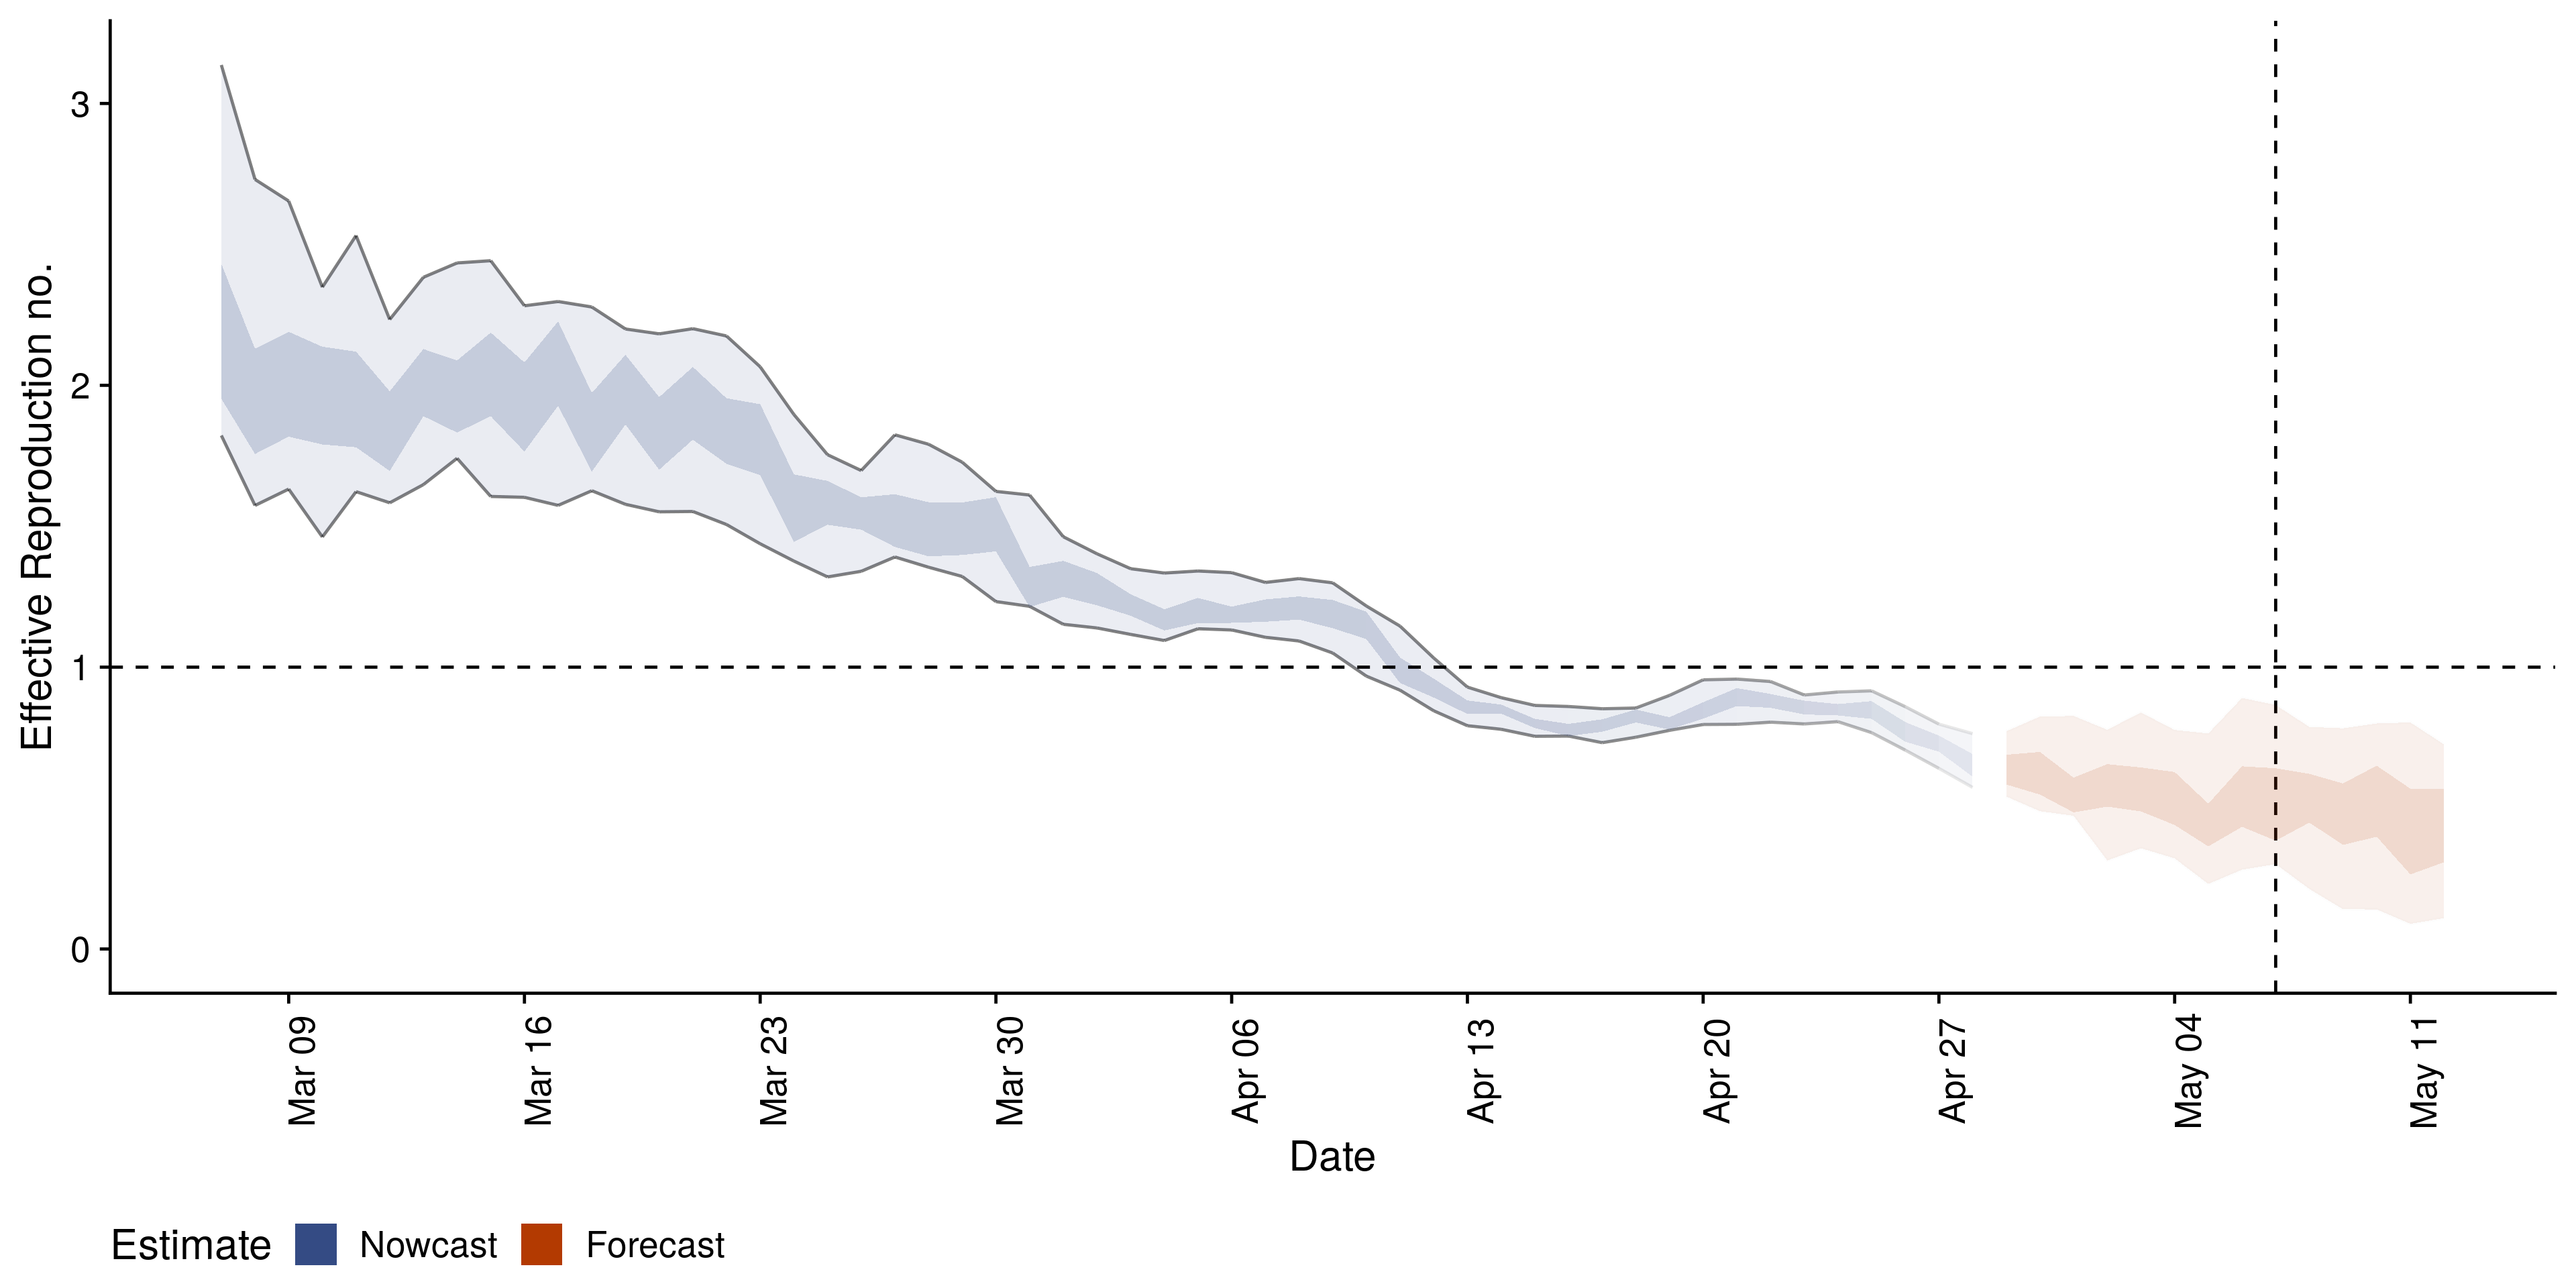 Effective Reproduction no.
3
2
1
0
Mar 09
Mar 16
Mar 23
Mar 30
Apr 06
Apr 13
Apr 20
Apr 27
May 04
May 11
Date
Estimate Nowcast Forecast